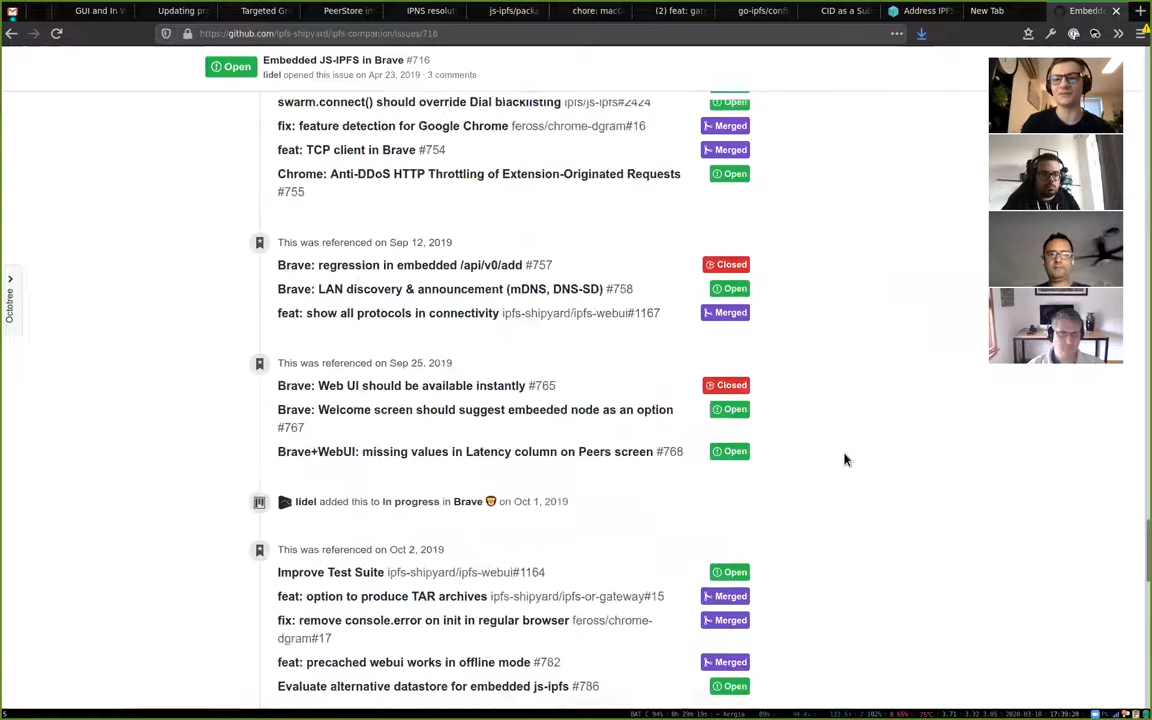 GUI and In W
Updating pro
Targeted Gra
PeerStore im
IPNS resoluti
js-ipfs/packa
chore: macO
(2) feat: gate
go-ipfs/confi
CID as a Sub
Address IPFS
New Tab
Embedde
https://github.com/ipfs-shipyard/ipfs-companion/issues/716
Open
Embedded JS-IPFS in Brave #716
lidel opened this issue on Apr 23, 2019 · 3 comments
swarm.connect() should override Dial blacklisting ipfs/js-ipfs#2424 Open
fix: feature detection for Google Chrome feross/chrome-dgram#16 Merged
feat: TCP client in Brave #754 Merged
Chrome: Anti-DDoS HTTP Throttling of Extension-Originated Requests Open
#755
This was referenced on Sep 12, 2019
Brave: regression in embedded /api/v0/add #757 Closed
Brave: LAN discovery & announcement (mDNS, DNS-SD) #758 Open
feat: show all protocols in connectivity ipfs-shipyard/ipfs-webui#1167 Merged
Octotree
This was referenced on Sep 25, 2019
Brave: Web UI should be available instantly #765 Closed
Brave: Welcome screen should suggest embeeded node as an option Open
#767
Brave+WebUI: missing values in Latency column on Peers screen #768 Open
lidel added this to In progress in Brave 🦁 on Oct 1, 2019
This was referenced on Oct 2, 2019
Improve Test Suite ipfs-shipyard/ipfs-webui#1164 Open
feat: option to produce TAR archives ipfs-shipyard/ipfs-or-gateway#15 Merged
fix: remove console.error on init in regular browser feross/chrome- Merged
dgram#17
feat: precached webui works in offline mode #782 Merged
Evaluate alternative datastore for embedded js-ipfs #786 Open